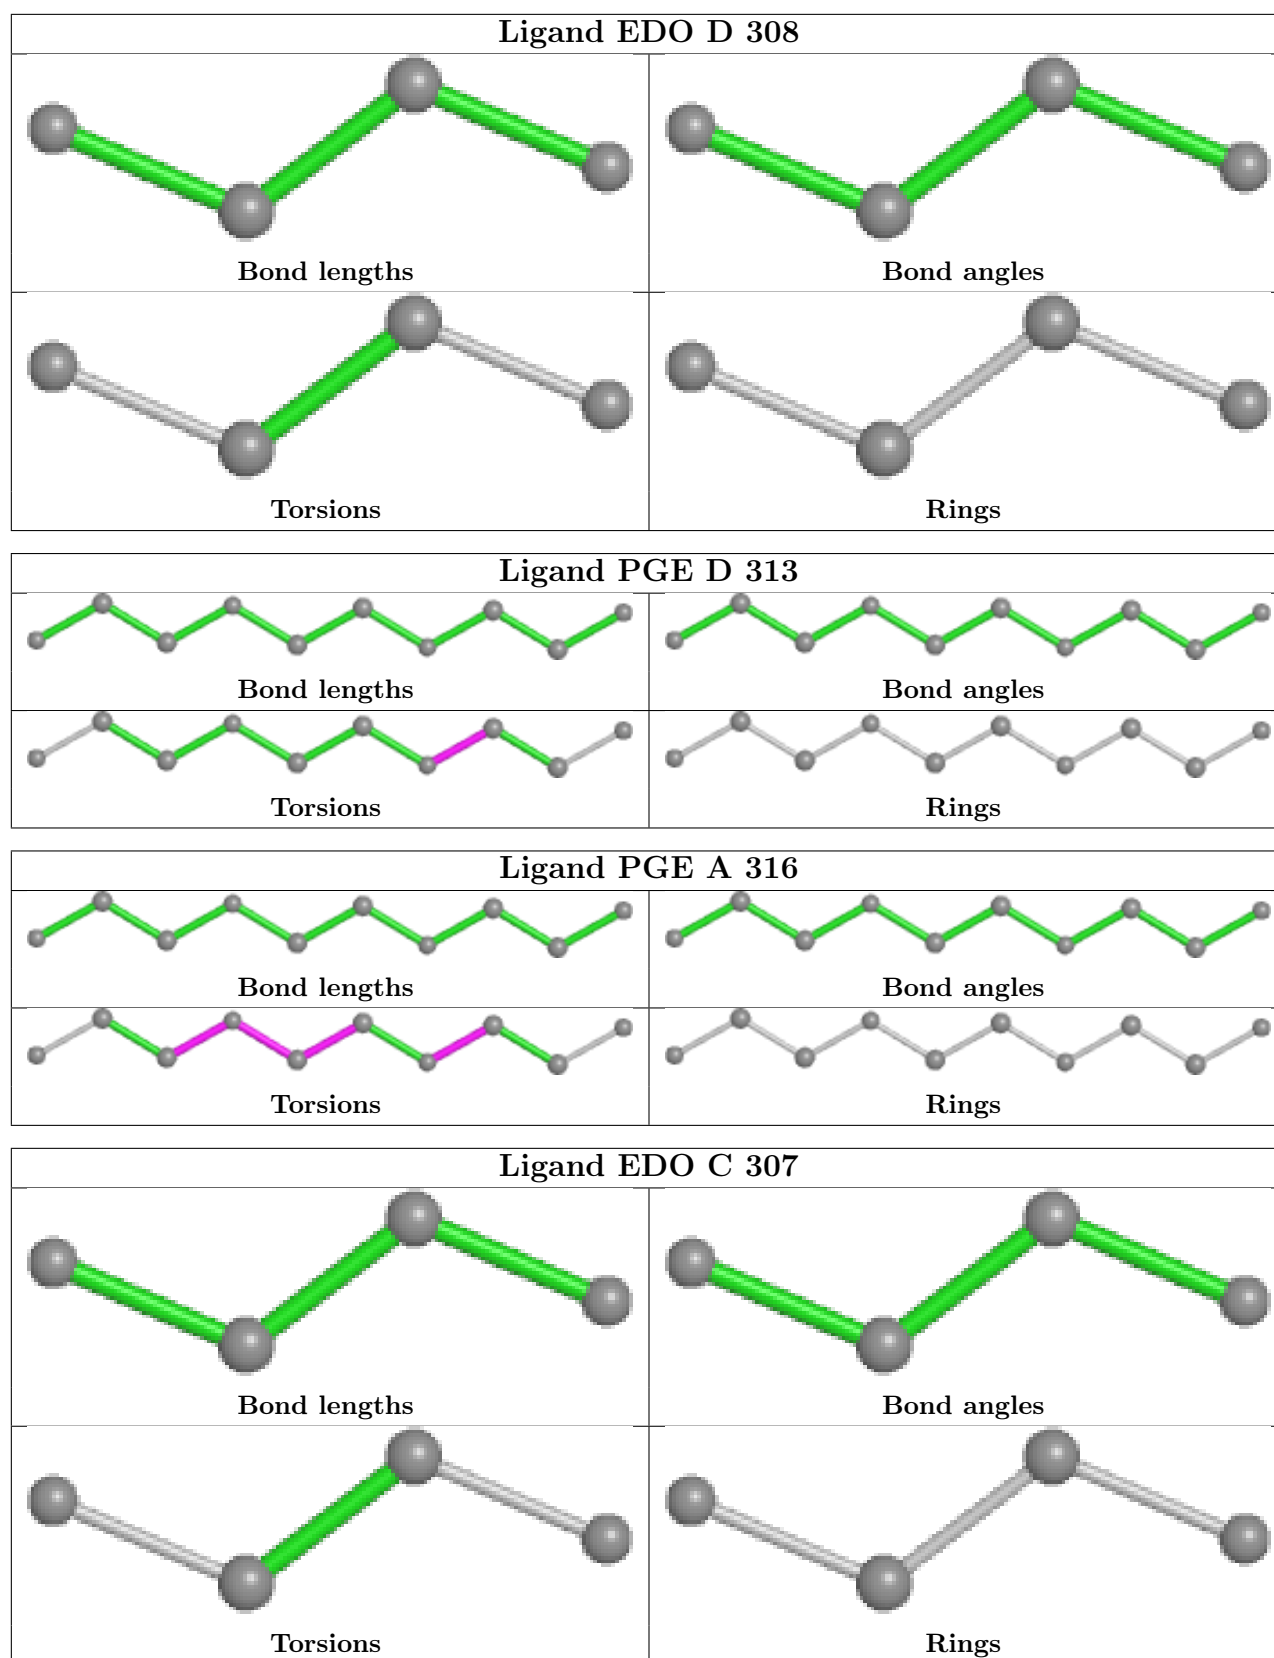 Ligand EDO D 308
Bond lengths
Bond angles
Torsions
Rings
Ligand PGE D 313
Bond lengths
Bond angles
Torsions
Rings
Ligand PGE A 316
Bond lengths
Bond angles
Torsions
Rings
Ligand EDO C 307
Bond lengths
Bond angles
Torsions
Rings